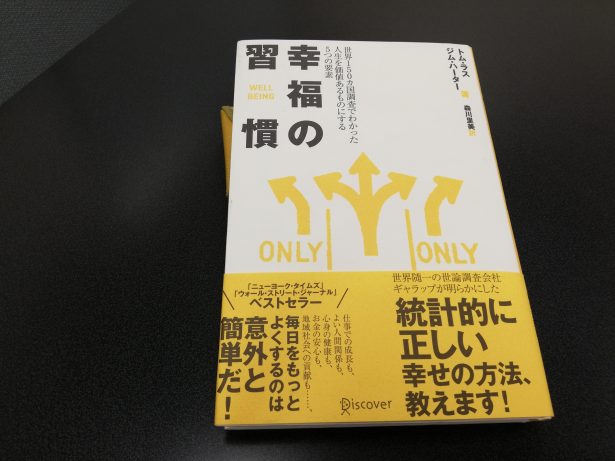 幸福の
習慣
WELL
BEING
世界150カ国調査でわかった
人生を価値あるものにする
5つの要素
トム・ラス
ジム・ハーター 著
森川里美 訳
ONLY
ONLY
「ニューヨーク・タイムズ」
「ウォール・ストリート・ジャーナル」
ベストセラー
世界随一の世論調査会社
ギャラップが明らかにした
統計的に
正しい
幸せの方法、
教えます!
仕事での成長も、
よい人間関係も、
心身の健康も、
お金の安心も、
地域社会への貢献も……、
毎日をもっと
よくするのは
意外と
簡単だ!
Discover